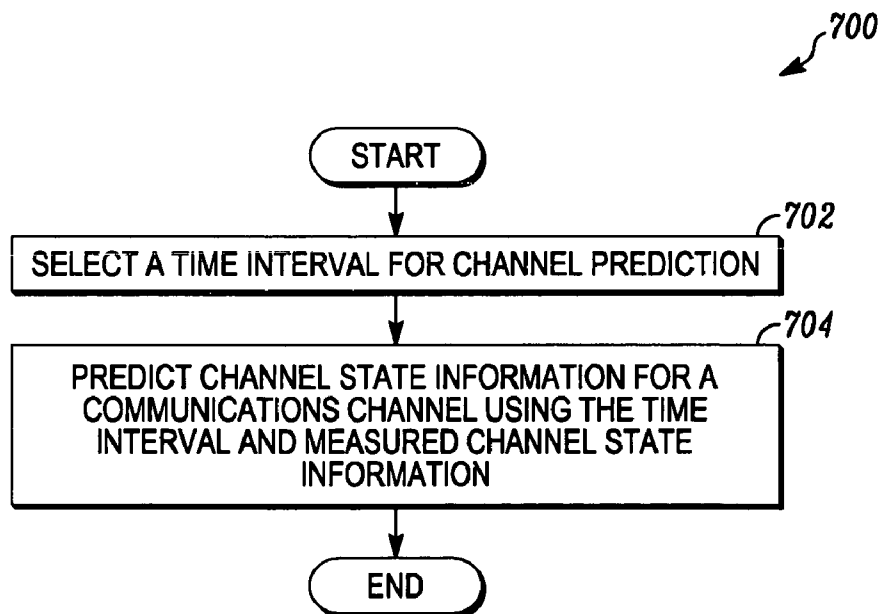 700
START
702
SELECT A TIME INTERVAL FOR CHANNEL PREDICTION
704
PREDICT CHANNEL STATE INFORMATION FOR A
COMMUNICATIONS CHANNEL USING THE TIME
INTERVAL AND MEASURED CHANNEL STATE
INFORMATION
END